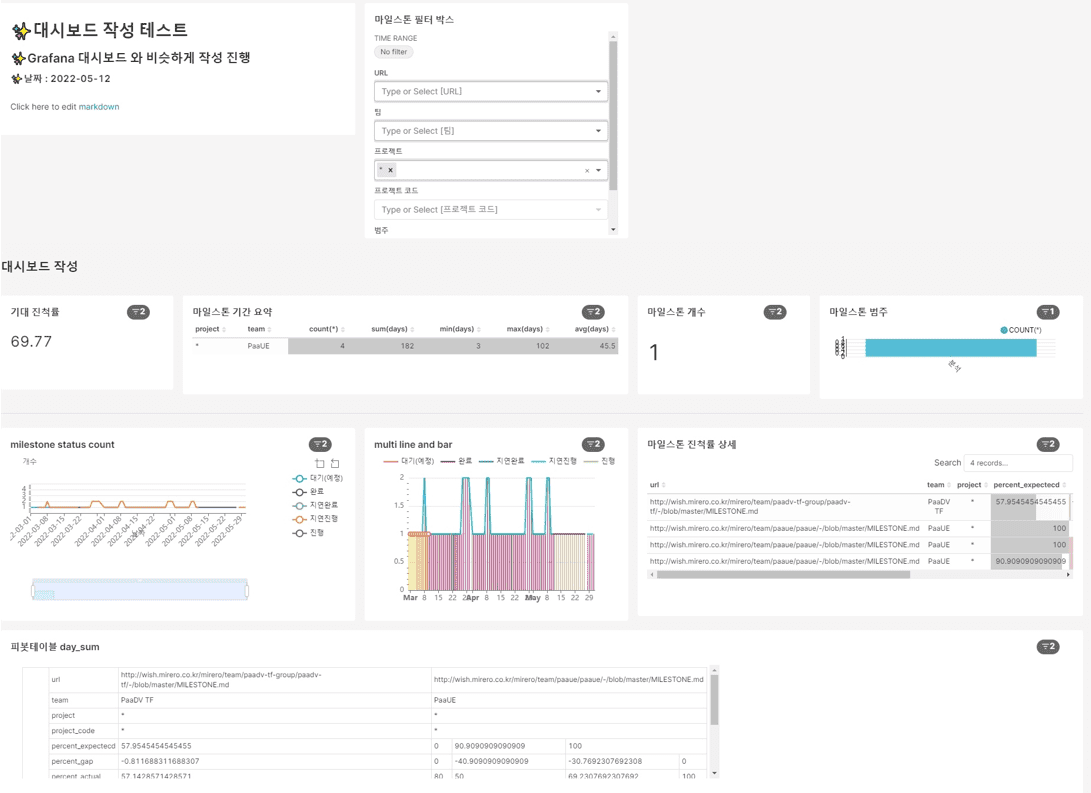 ✨대시보드 작성 테스트
✨Grafana 대시보드 와 비슷하게 작성 진행
✨날짜 : 2022-05-12
Click here to edit markdown
마일스톤 필터 박스
TIME RANGE
No filter
URL
Type or Select [URL]
팀
Type or Select [팀]
프로젝트
* ×
프로젝트 코드
Type or Select [프로젝트 코드]
범주
대시보드 작성
기대 진척률 2
69.77
마일스톤 기간 요약 2
project team count(*) sum(days) min(days) max(days) avg(days)
* PaaUE 4 182 3 102 45.5
마일스톤 개수 2
1
마일스톤 범주 1
COUNT(*)
분석
milestone status count 2
개수
대기(예정)
완료
지연완료
지연진행
진행
4
3
2
1
2022-03-08
2022-03-15
2022-03-22
2022-04-01
2022-04-08
2022-04-15
2022-04-22
2022-05-01
2022-05-08
2022-05-15
2022-05-22
2022-05-29
multi line and bar 2
대기(예정) 완료 지연완료 지연진행 진행
2
1.5
1
0.5
0
Mar 8 15 22 Apr 8 15 22 May 8 15 22 29
마일스톤 진척률 상세 2
Search 4 records...
url team project percent_expectecd
http://wish.mirero.co.kr/mirero/team/paadv-tf-group/paadv-tf/-/blob/master/MILESTONE.md PaaDV TF * 57.9545454545455
http://wish.mirero.co.kr/mirero/team/paaue/paaue/-/blob/master/MILESTONE.md PaaUE * 100
http://wish.mirero.co.kr/mirero/team/paaue/paaue/-/blob/master/MILESTONE.md PaaUE * 100
http://wish.mirero.co.kr/mirero/team/paaue/paaue/-/blob/master/MILESTONE.md PaaUE * 90.9090909090909
피봇테이블 day_sum 2
url http://wish.mirero.co.kr/mirero/team/paadv-tf-group/paadv-tf/-/blob/master/MILESTONE.md http://wish.mirero.co.kr/mirero/team/paaue/paaue/-/blob/master/MILESTONE.md
team PaaDV TF PaaUE
project * *
project_code * *
percent_expectecd 57.9545454545455 0 90.9090909090909 100
percent_gap -0.811688311688307 0 -40.9090909090909 -30.7692307692308 0
percent_actual 57.1428571428571 80 50 69.2307692307692 100